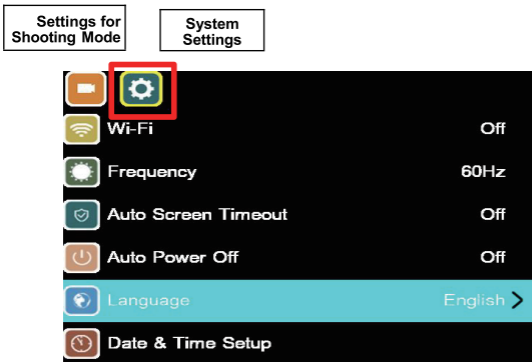 Settings for
Shooting Mode
System
Settings
Wi-Fi Off
Frequency 60Hz
Auto Screen Timeout Off
Auto Power Off Off
Language English
Date & Time Setup